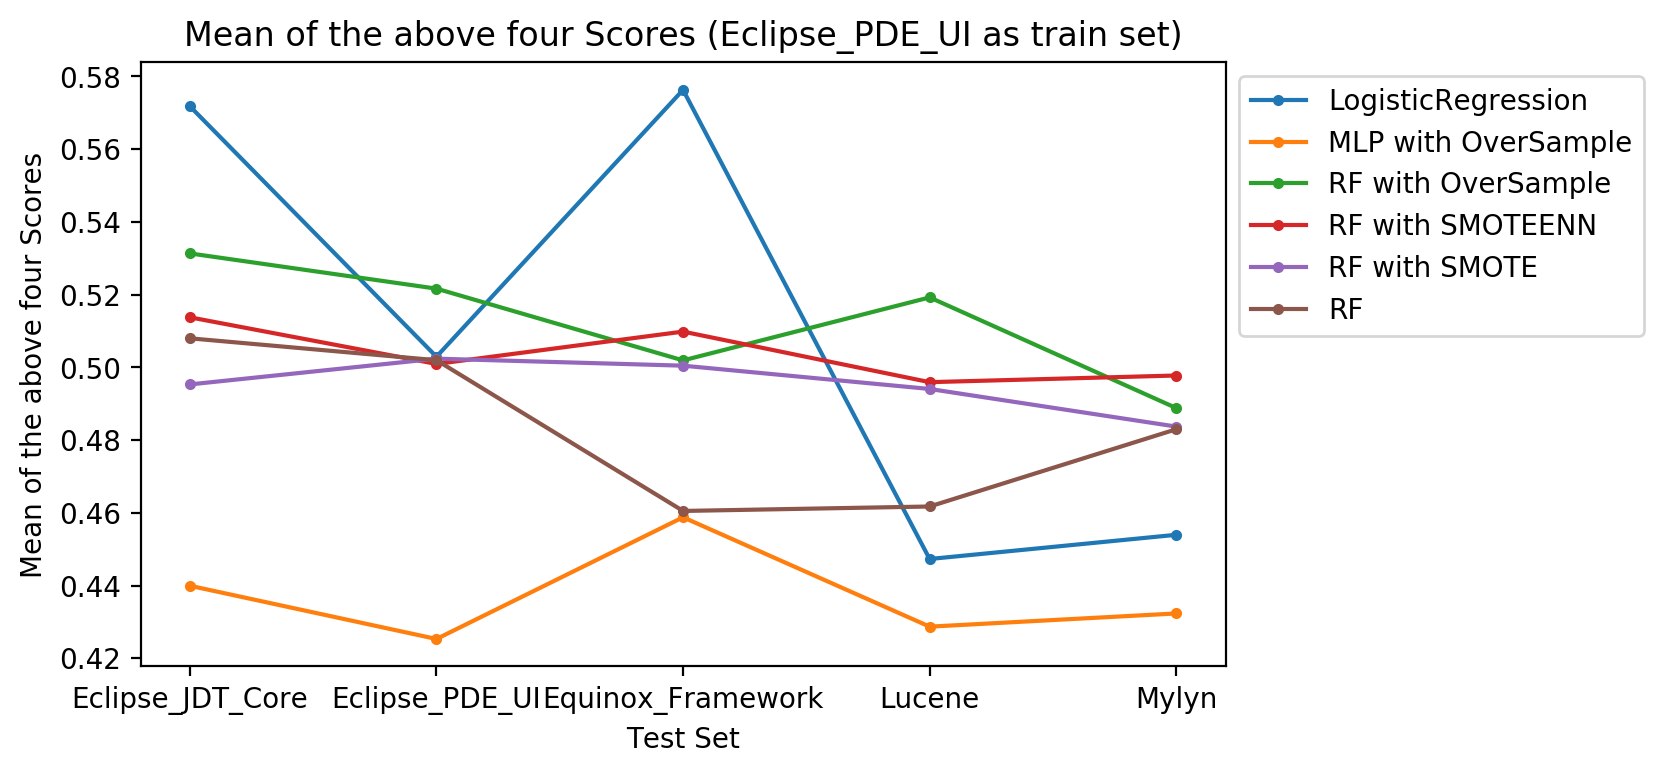 Mean of the above four Scores (Eclipse_PDE_UI as train set)
Mean of the above four Scores
0.58
0.56
0.54
0.52
0.50
0.48
0.46
0.44
0.42
Eclipse_JDT_Core
Eclipse_PDE_UI
Equinox_Framework
Lucene
Mylyn
Test Set
LogisticRegression
MLP with OverSample
RF with OverSample
RF with SMOTEENN
RF with SMOTE
RF